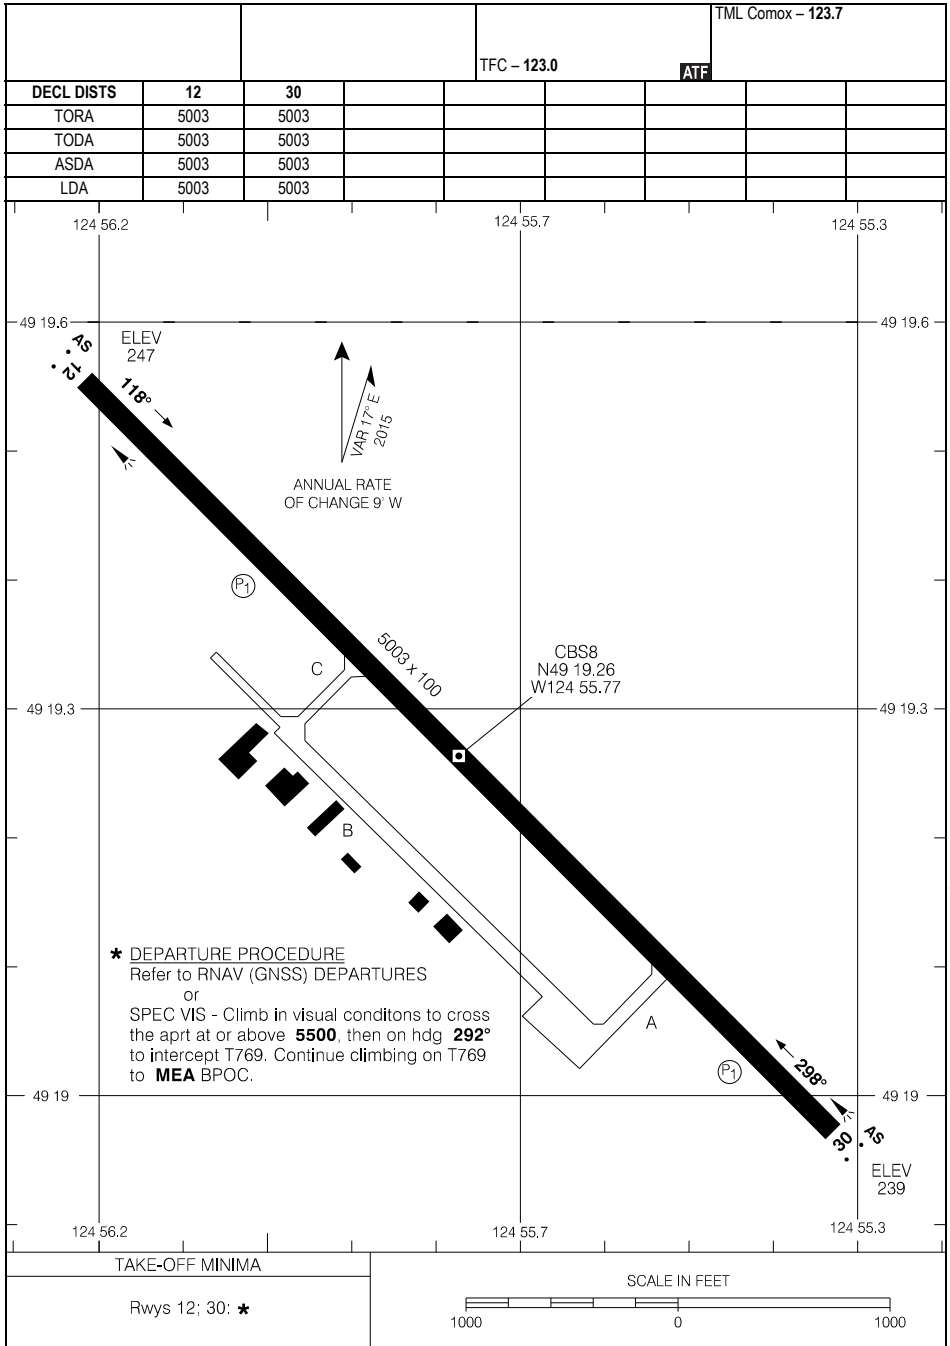 TML Comox – 123.7
TFC – 123.0
ATF
DECL DISTS 12 30
TORA 5003 5003
TODA 5003 5003
ASDA 5003 5003
LDA 5003 5003
124 56.2 124 55.7 124 55.3
49 19.6 49 19.6
AS
12
ELEV
247
118°
VAR 17° E
2015
ANNUAL RATE
OF CHANGE 9' W
P1
5003 x 100
C
CBS8
N49 19.26
W124 55.77
49 19.3 49 19.3
B
* DEPARTURE PROCEDURE
Refer to RNAV (GNSS) DEPARTURES
or
SPEC VIS - Climb in visual conditons to cross
the aprt at or above 5500, then on hdg 292°
to intercept T769. Continue climbing on T769
to MEA BPOC.
A
P1
298°
49 19 49 19
30
AS
ELEV
239
124 56.2 124 55.7 124 55.3
TAKE-OFF MINIMA
Rwys 12; 30: *
SCALE IN FEET
1000 0 1000